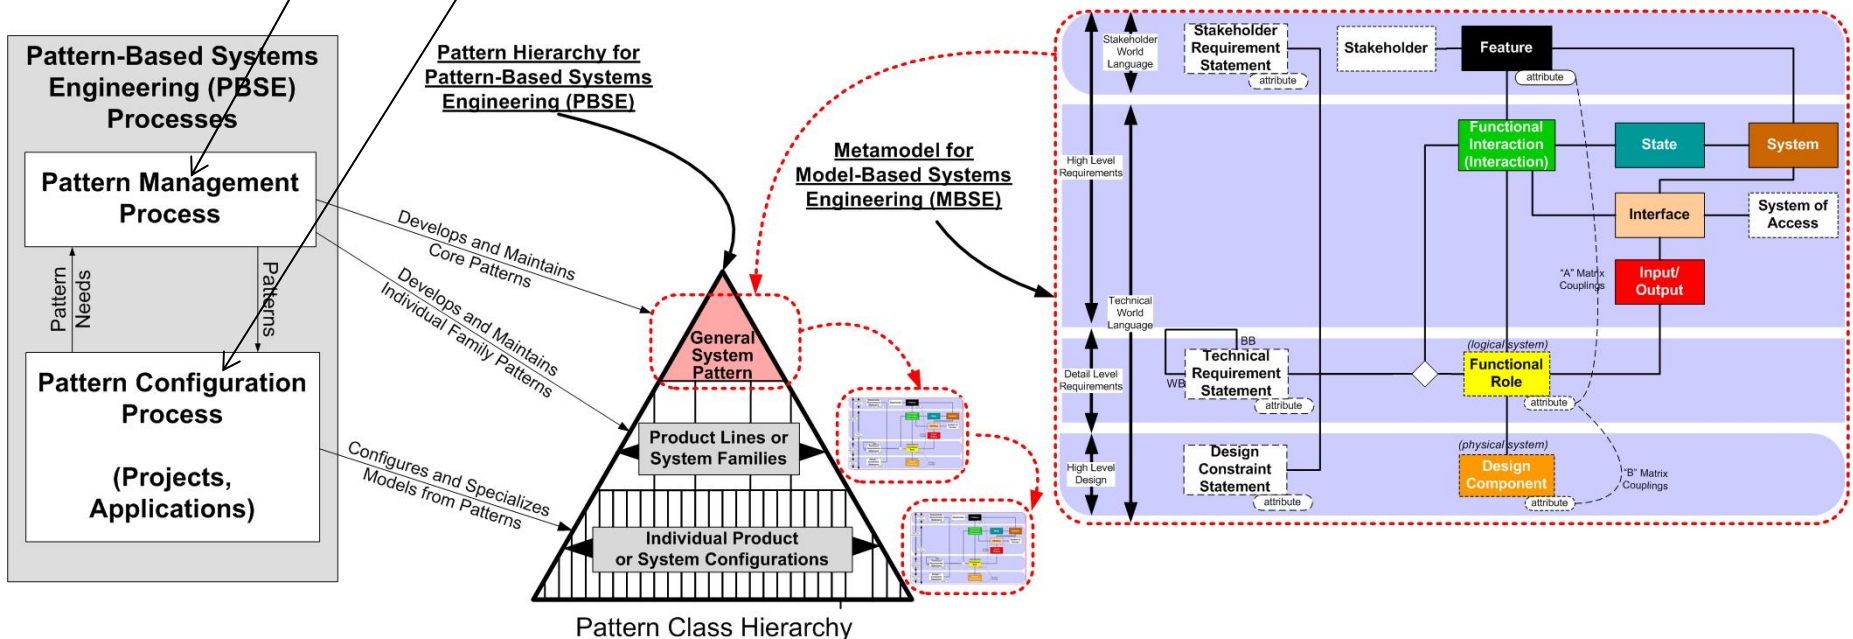 Pattern-Based Systems
Engineering (PBSE)
Processes
Pattern Management
Process
Pattern
Needs
Patterns
Pattern Configuration
Process
(Projects,
Applications)
Pattern Hierarchy for
Pattern-Based Systems
Engineering (PBSE)
Develops and Maintains
Core Patterns
Develops and Maintains
Individual Family Patterns
Configures and Specializes
Models from Patterns
General
System
Pattern
Product Lines or
System Families
Individual Product
or System Configurations
Pattern Class Hierarchy
Metamodel for
Model-Based Systems
Engineering (MBSE)
Stakeholder
World
Language
High Level
Requirements
Technical
World
Language
Detail Level
Requirements
High Level
Design
Stakeholder
Requirement
Statement
attribute
Stakeholder
Feature
attribute
Functional
Interaction
(Interaction)
State
System
Interface
System of
Access
"A" Matrix
Couplings
Input/
Output
BB
WB
Technical
Requirement
Statement
attribute
(logical system)
Functional
Role
attribute
Design
Constraint
Statement
attribute
(physical system)
Design
Component
attribute
"B" Matrix
Couplings